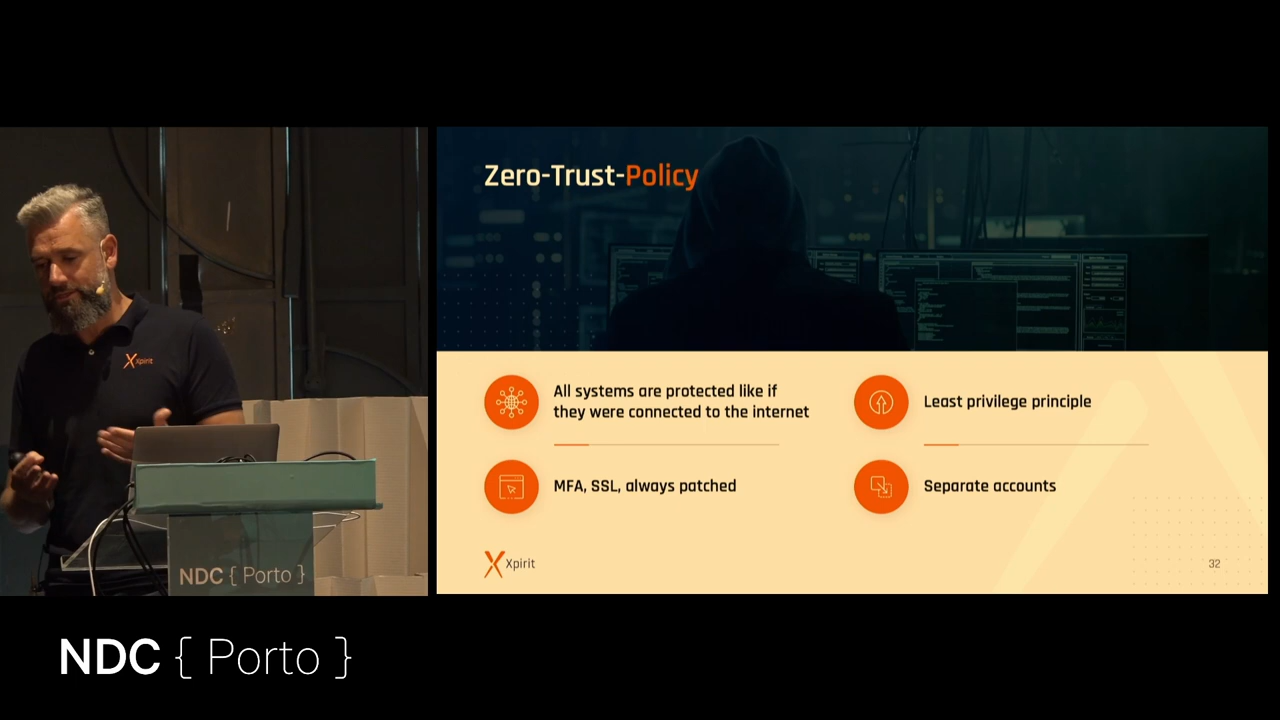 Zero-Trust-Policy
Xpirit
All systems are protected like if
they were connected to the internet
Least privilege principle
MFA, SSL, always patched
Separate accounts
Xpirit
32
NDC { Porto }
NDC { Porto }